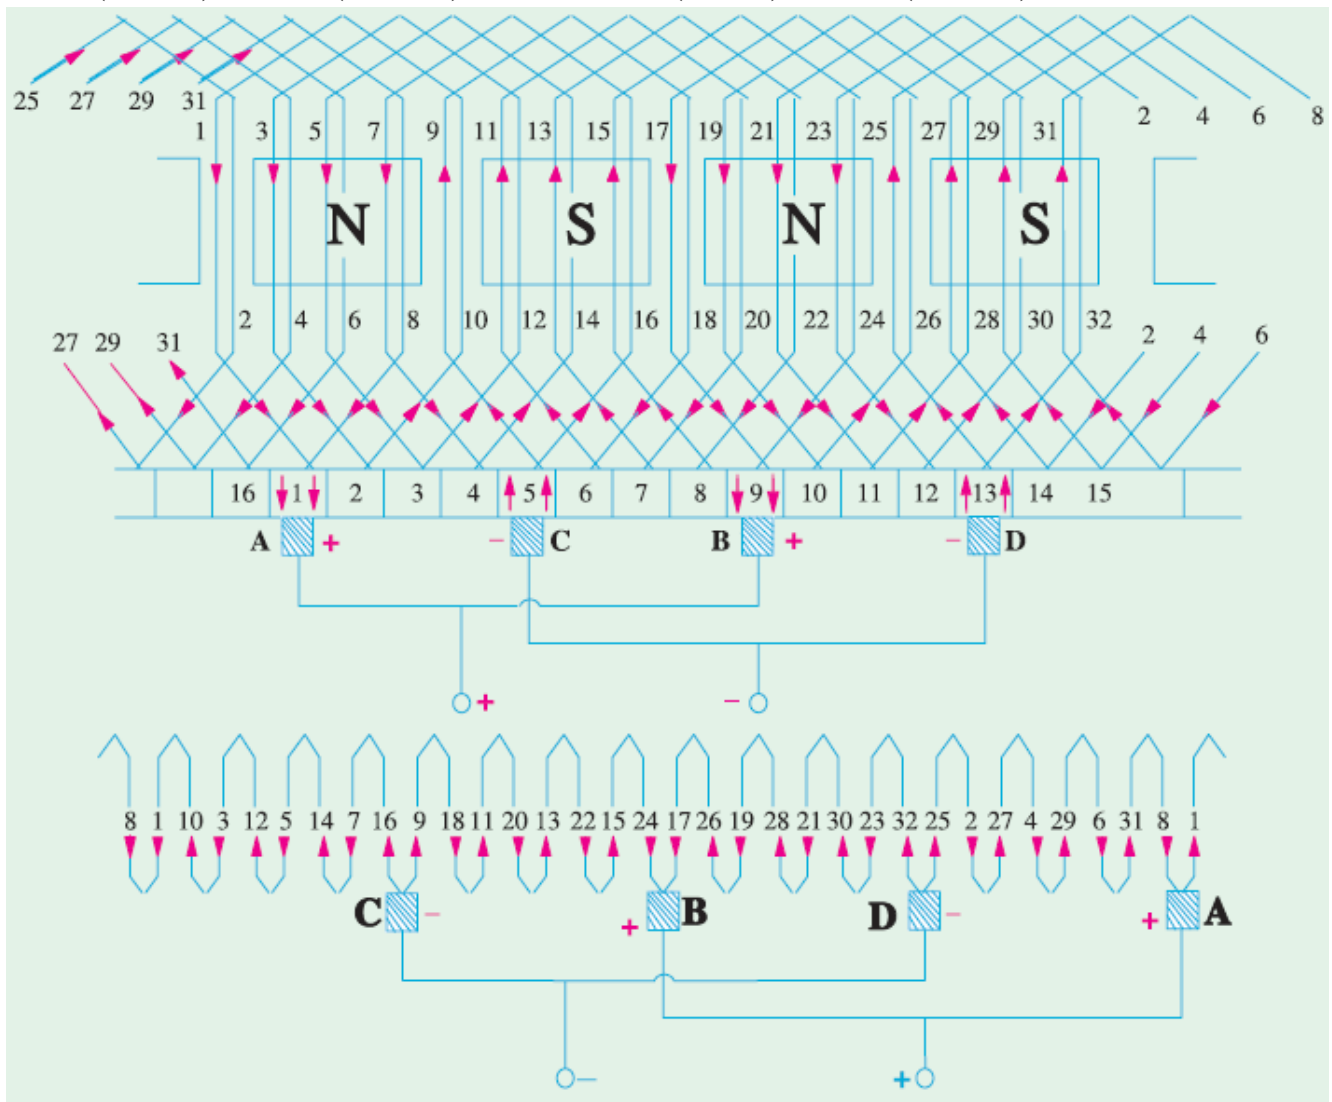 25 27 29 31 2 4 6 8
1 3 5 7 9 11 13 15 17 19 21 23 25 27 29 31
N S N S
2 4 6 8 10 12 14 16 18 20 22 24 26 28 30 32
27 29 31 2 4 6
16 1 2 3 4 5 6 7 8 9 10 11 12 13 14 15
A + − C B + − D
+ −
8 1 10 3 12 5 14 7 16 9 18 11 20 13 22 15 24 17 26 19 28 21 30 23 32 25 2 27 4 29 6 31 8 1
C − + B D − + A
− +